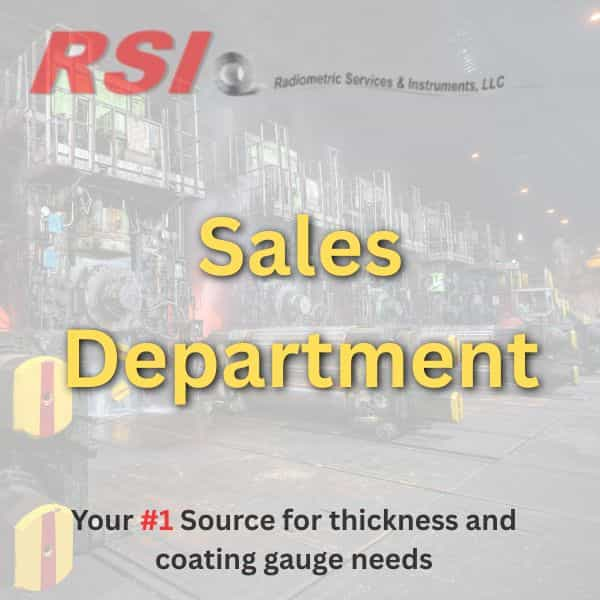 RSI
Radiometric Services & Instruments, LLC
Sales
Department
Your #1 Source for thickness and
coating gauge needs